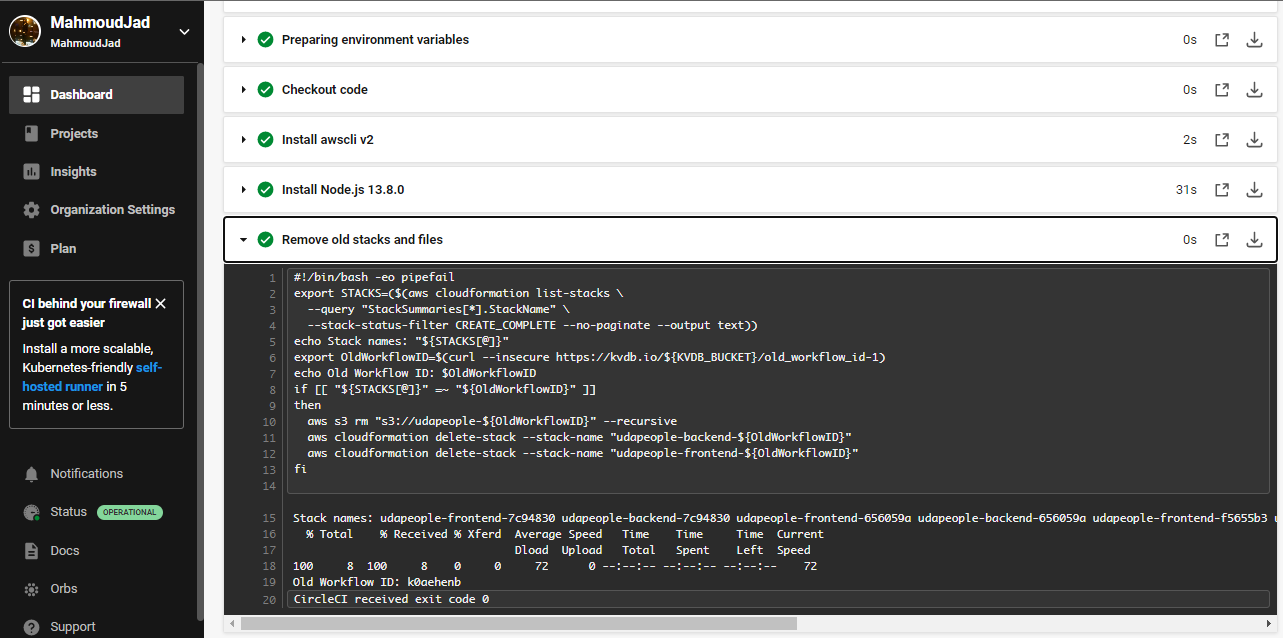 MahmoudJad
MahmoudJad
Dashboard
Projects
Insights
Organization Settings
$ Plan
CI behind your firewall
just got easier
Install a more scalable,
Kubernetes-friendly self-
hosted runner in 5
minutes or less.
Notifications
Status OPERATIONAL
Docs
Orbs
? Support
Preparing environment variables 0s
Checkout code 0s
Install awscli v2 2s
Install Node.js 13.8.0 31s
Remove old stacks and files 0s
1 #!/bin/bash -eo pipefail
2 export STACKS=($(aws cloudformation list-stacks \
3 --query "StackSummaries[*].StackName" \
4 --stack-status-filter CREATE_COMPLETE --no-paginate --output text))
5 echo Stack names: "${STACKS[@]}"
6 export OldWorkflowID=$(curl --insecure https://kvdb.io/${KVDB_BUCKET}/old_workflow_id-1)
7 echo Old Workflow ID: $OldWorkflowID
8 if [[ "${STACKS[@]}" =~ "${OldWorkflowID}" ]]
9 then
10 aws s3 rm "s3://udapeople-${OldWorkflowID}" --recursive
11 aws cloudformation delete-stack --stack-name "udapeople-backend-${OldWorkflowID}"
12 aws cloudformation delete-stack --stack-name "udapeople-frontend-${OldWorkflowID}"
13 fi
14
15 Stack names: udapeople-frontend-7c94830 udapeople-backend-7c94830 udapeople-frontend-656059a udapeople-backend-656059a udapeople-frontend-f5655b3
16 % Total % Received % Xferd Average Speed Time Time Time Current
17 Dload Upload Total Spent Left Speed
18 100 8 100 8 0 0 72 0 --:--:-- --:--:-- --:--:-- 72
19 Old Workflow ID: k0aehenb
20 CircleCI received exit code 0